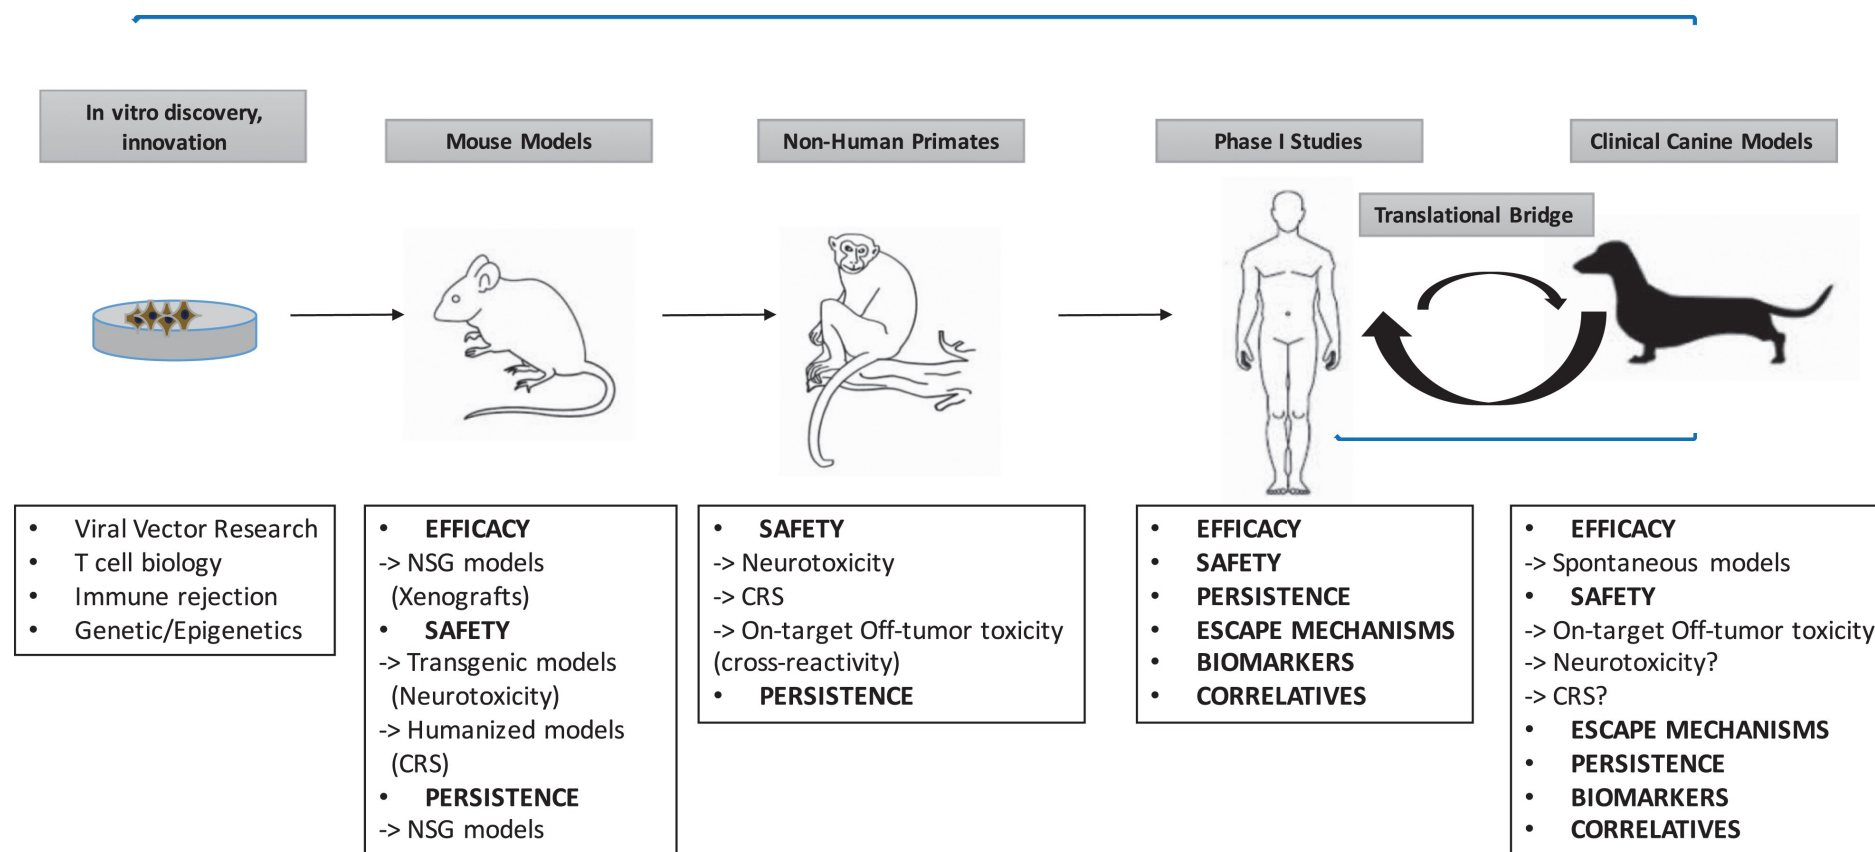 In vitro discovery,
innovation
Mouse Models
Non-Human Primates
Phase I Studies
Clinical Canine Models
Translational Bridge
• Viral Vector Research
• T cell biology
• Immune rejection
• Genetic/Epigenetics
• EFFICACY
-> NSG models
(Xenografts)
• SAFETY
-> Transgenic models
(Neurotoxicity)
-> Humanized models
(CRS)
• PERSISTENCE
-> NSG models
• SAFETY
-> Neurotoxicity
-> CRS
-> On-target Off-tumor toxicity
(cross-reactivity)
• PERSISTENCE
• EFFICACY
• SAFETY
• PERSISTENCE
• ESCAPE MECHANISMS
• BIOMARKERS
• CORRELATIVES
• EFFICACY
-> Spontaneous models
• SAFETY
-> On-target Off-tumor toxicity
-> Neurotoxicity?
-> CRS?
• ESCAPE MECHANISMS
• PERSISTENCE
• BIOMARKERS
• CORRELATIVES